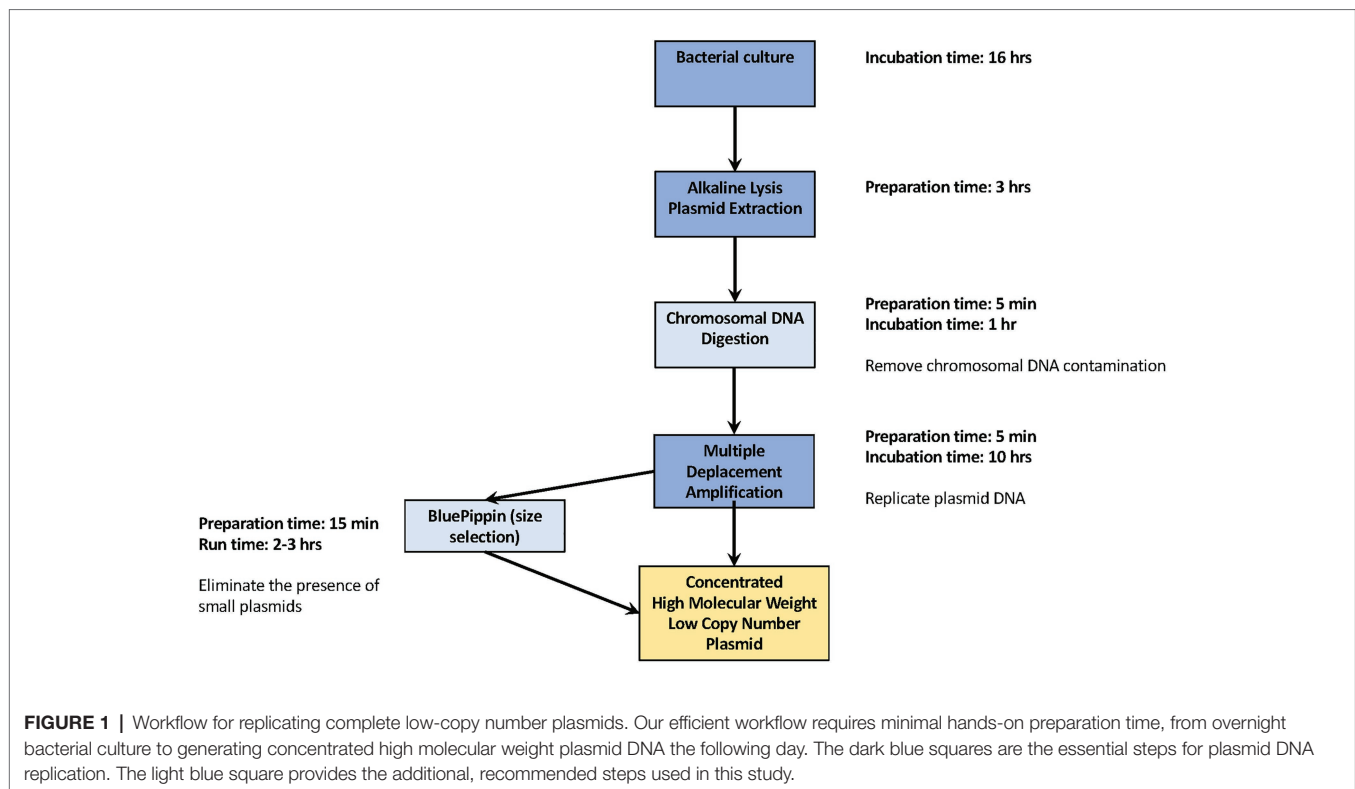 Bacterial culture
Incubation time: 16 hrs
Alkaline Lysis
Plasmid Extraction
Preparation time: 3 hrs
Chromosomal DNA
Digestion
Preparation time: 5 min
Incubation time: 1 hr
Remove chromosomal DNA contamination
Multiple
Deplacement
Amplification
Preparation time: 5 min
Incubation time: 10 hrs
Replicate plasmid DNA
BluePippin (size
selection)
Preparation time: 15 min
Run time: 2-3 hrs
Eliminate the presence of
small plasmids
Concentrated
High Molecular Weight
Low Copy Number
Plasmid
FIGURE 1 | Workflow for replicating complete low-copy number plasmids. Our efficient workflow requires minimal hands-on preparation time, from overnight
bacterial culture to generating concentrated high molecular weight plasmid DNA the following day. The dark blue squares are the essential steps for plasmid DNA
replication. The light blue square provides the additional, recommended steps used in this study.